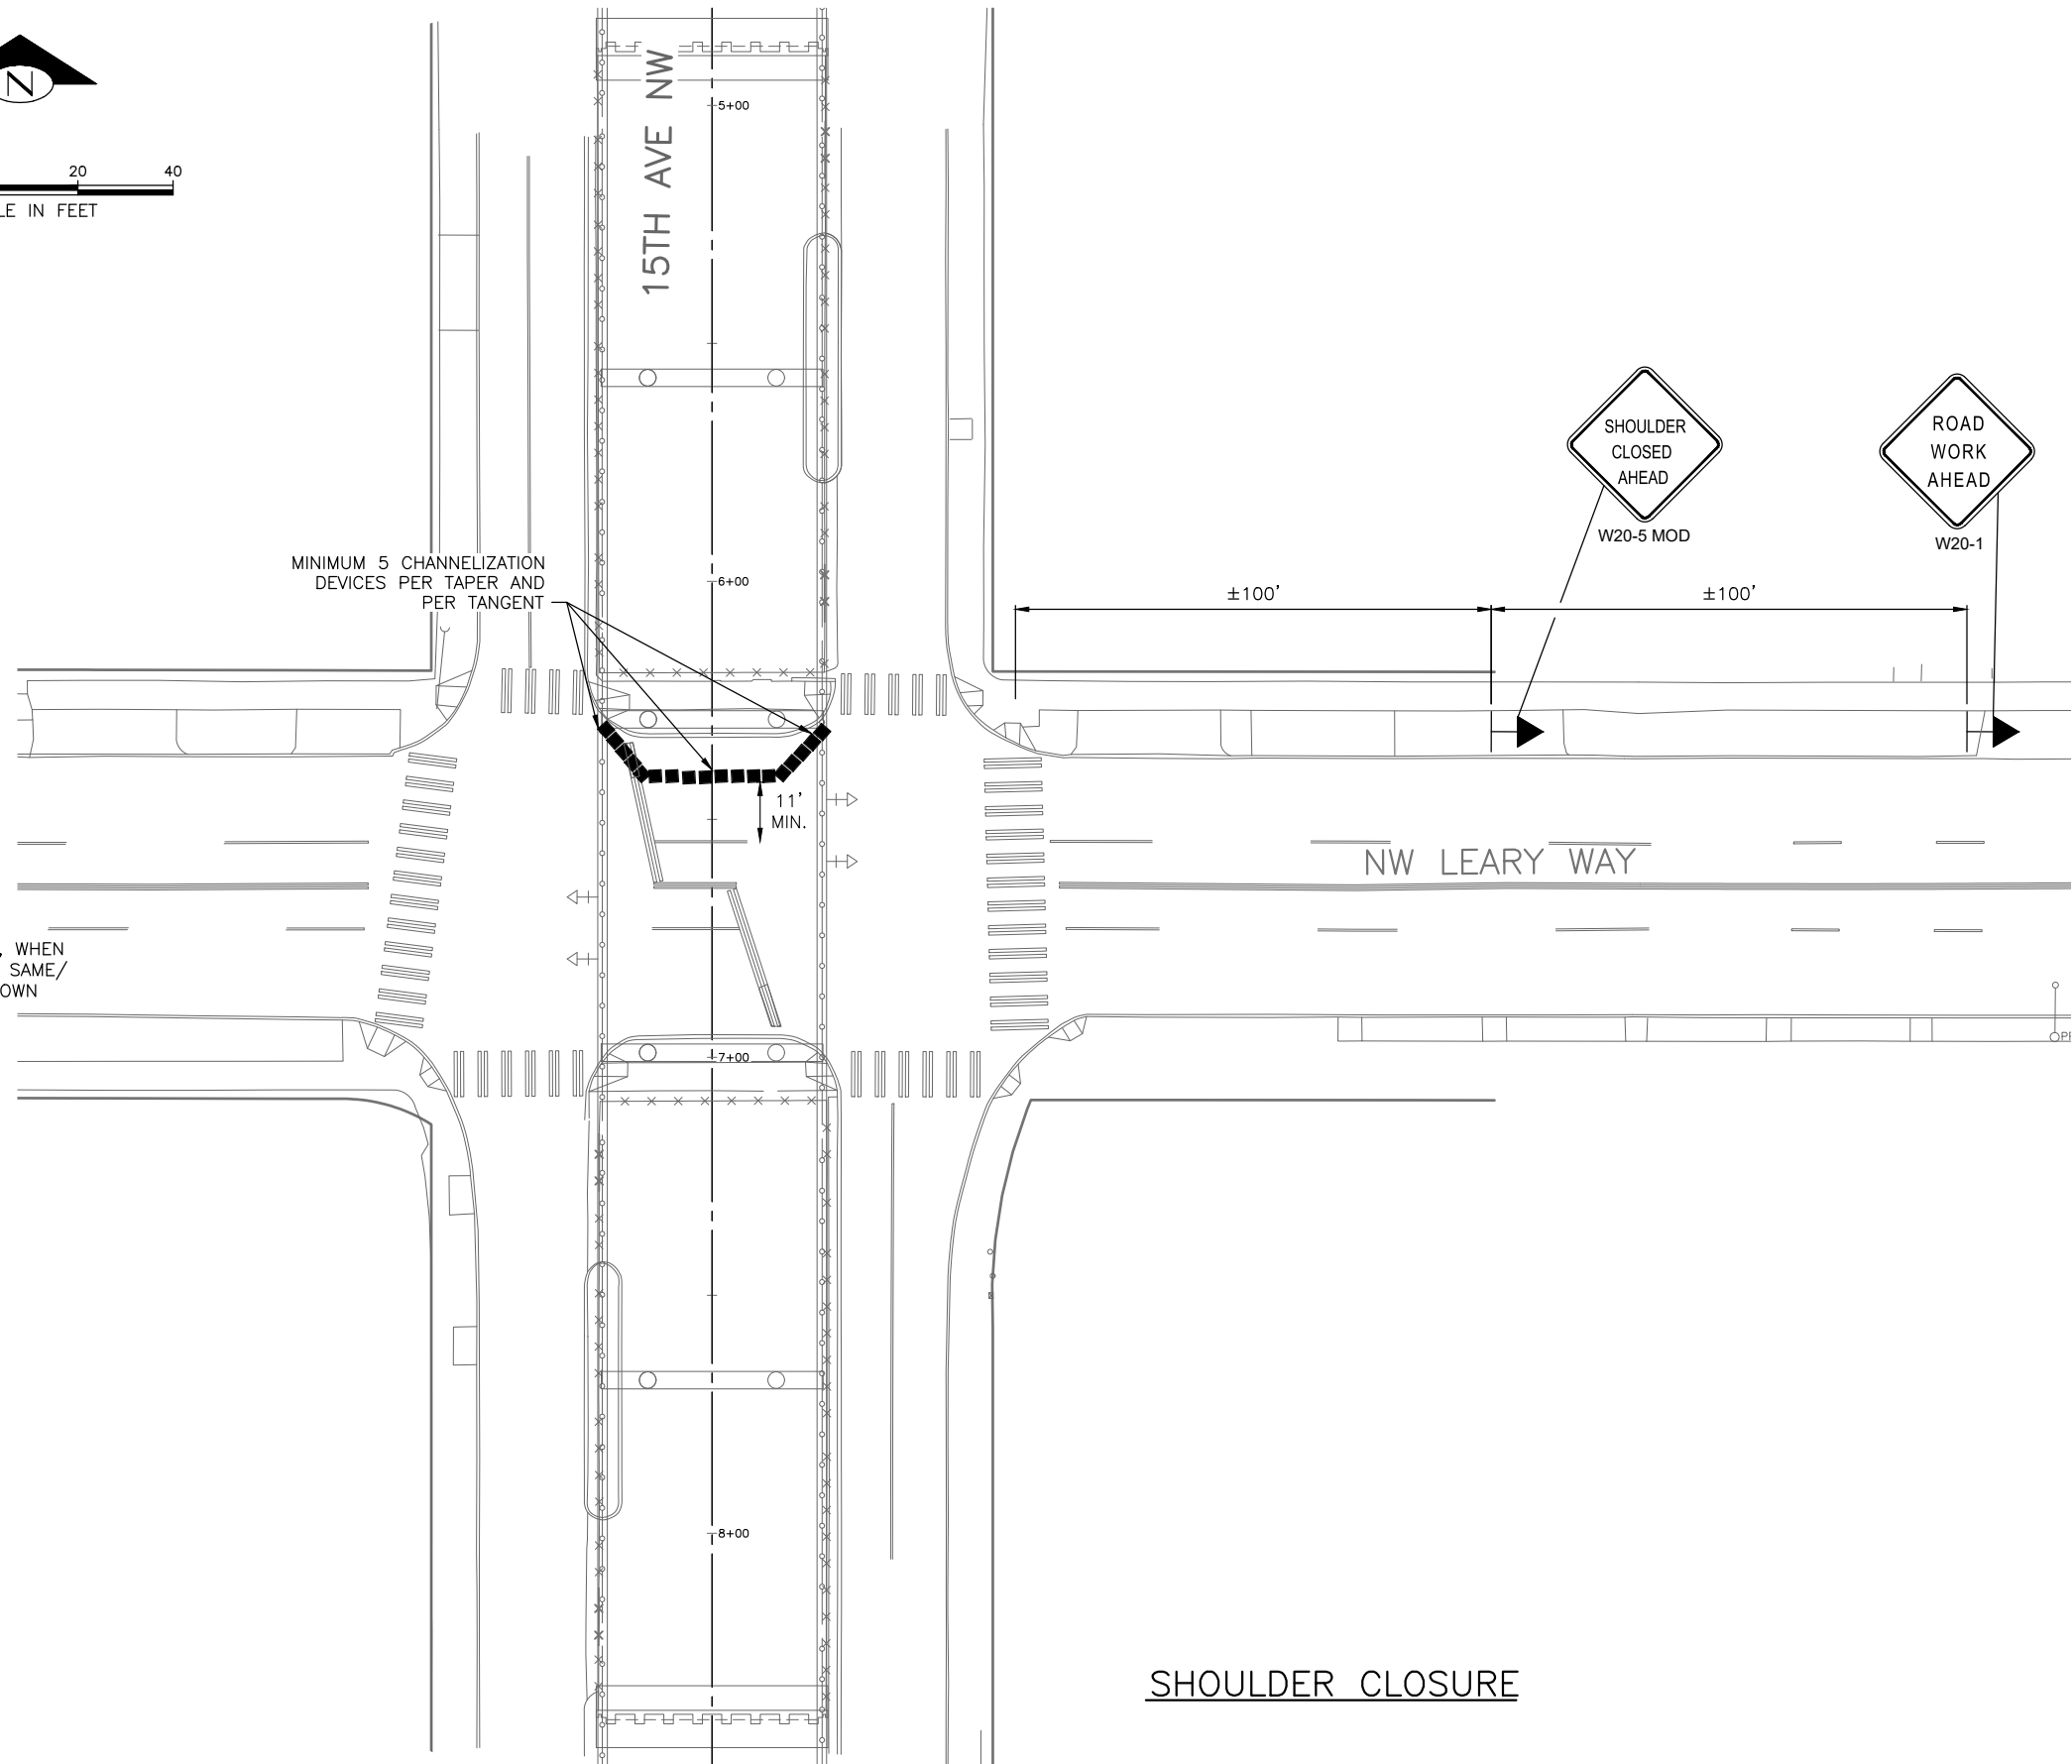 N
20 40
LE IN FEET
15TH AVE NW
5+00
SHOULDER
CLOSED
AHEAD
W20-5 MOD
ROAD
WORK
AHEAD
W20-1
MINIMUM 5 CHANNELIZATION
DEVICES PER TAPER AND
PER TANGENT
6+00
±100'
±100'
11'
MIN.
NW LEARY WAY
, WHEN
SAME/
OWN
7+00
8+00
SHOULDER CLOSURE